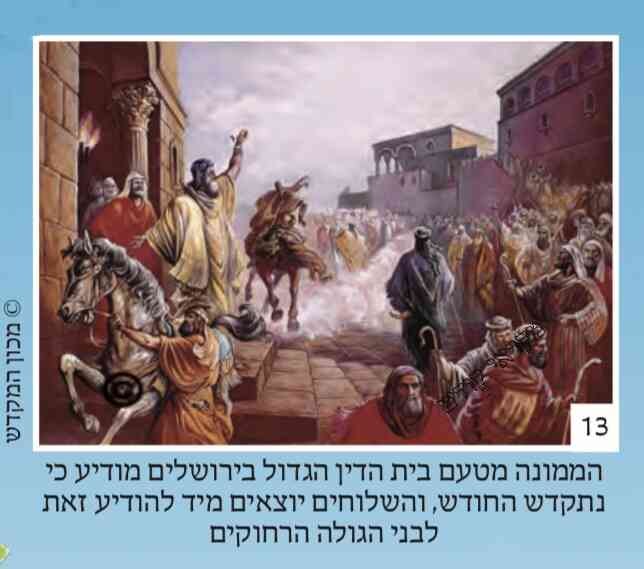 13
הממונה מטעם בית הדין הגדול בירושלים מודיע כי
נתקדש החודש, והשלוחים יוצאים מיד להודיע זאת
לבני הגולה הרחוקים
© מכון המקדש
©